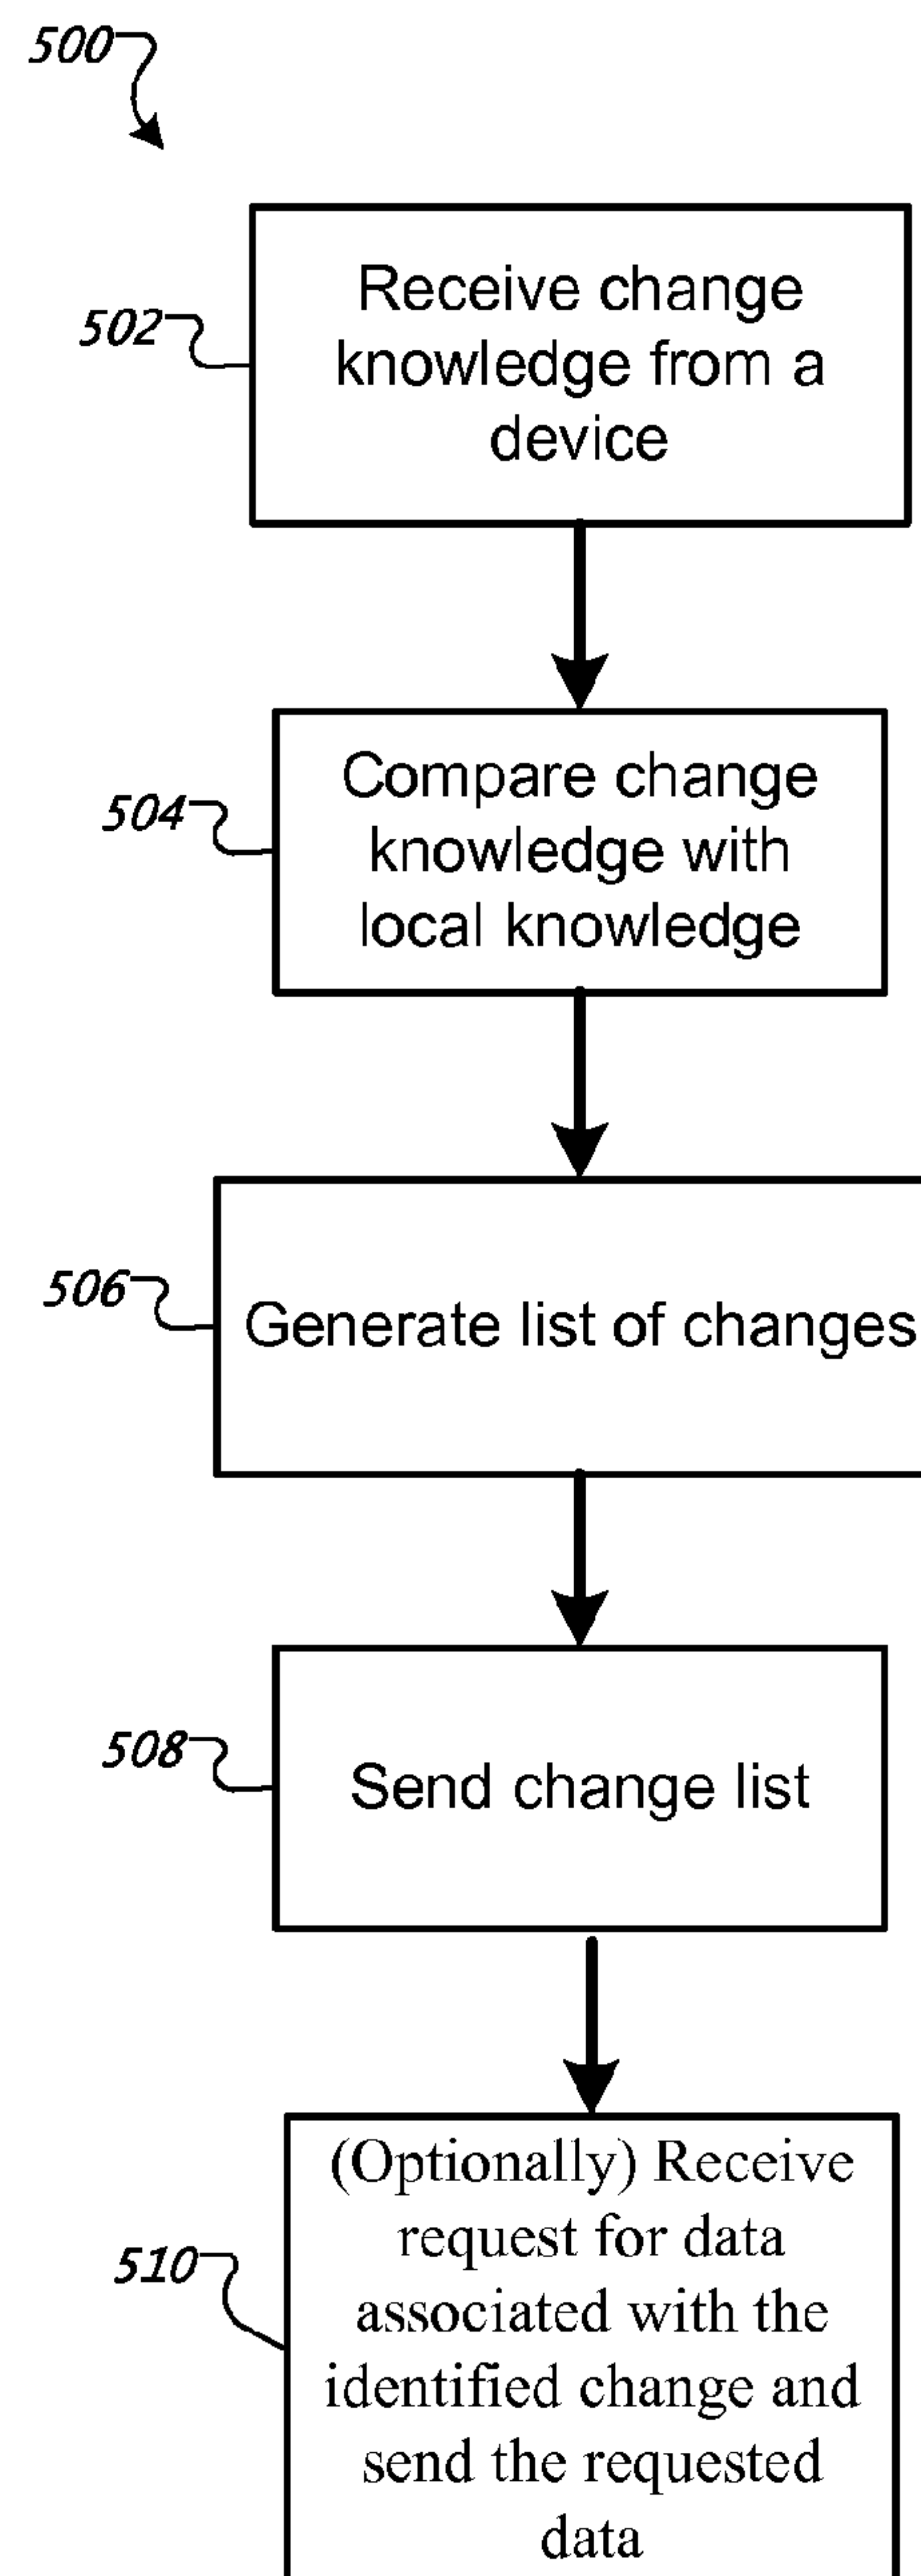 500
502
Receive change
knowledge from a
device
504
Compare change
knowledge with
local knowledge
506
Generate list of changes
508
Send change list
510
(Optionally) Receive
request for data
associated with the
identified change and
send the requested
data